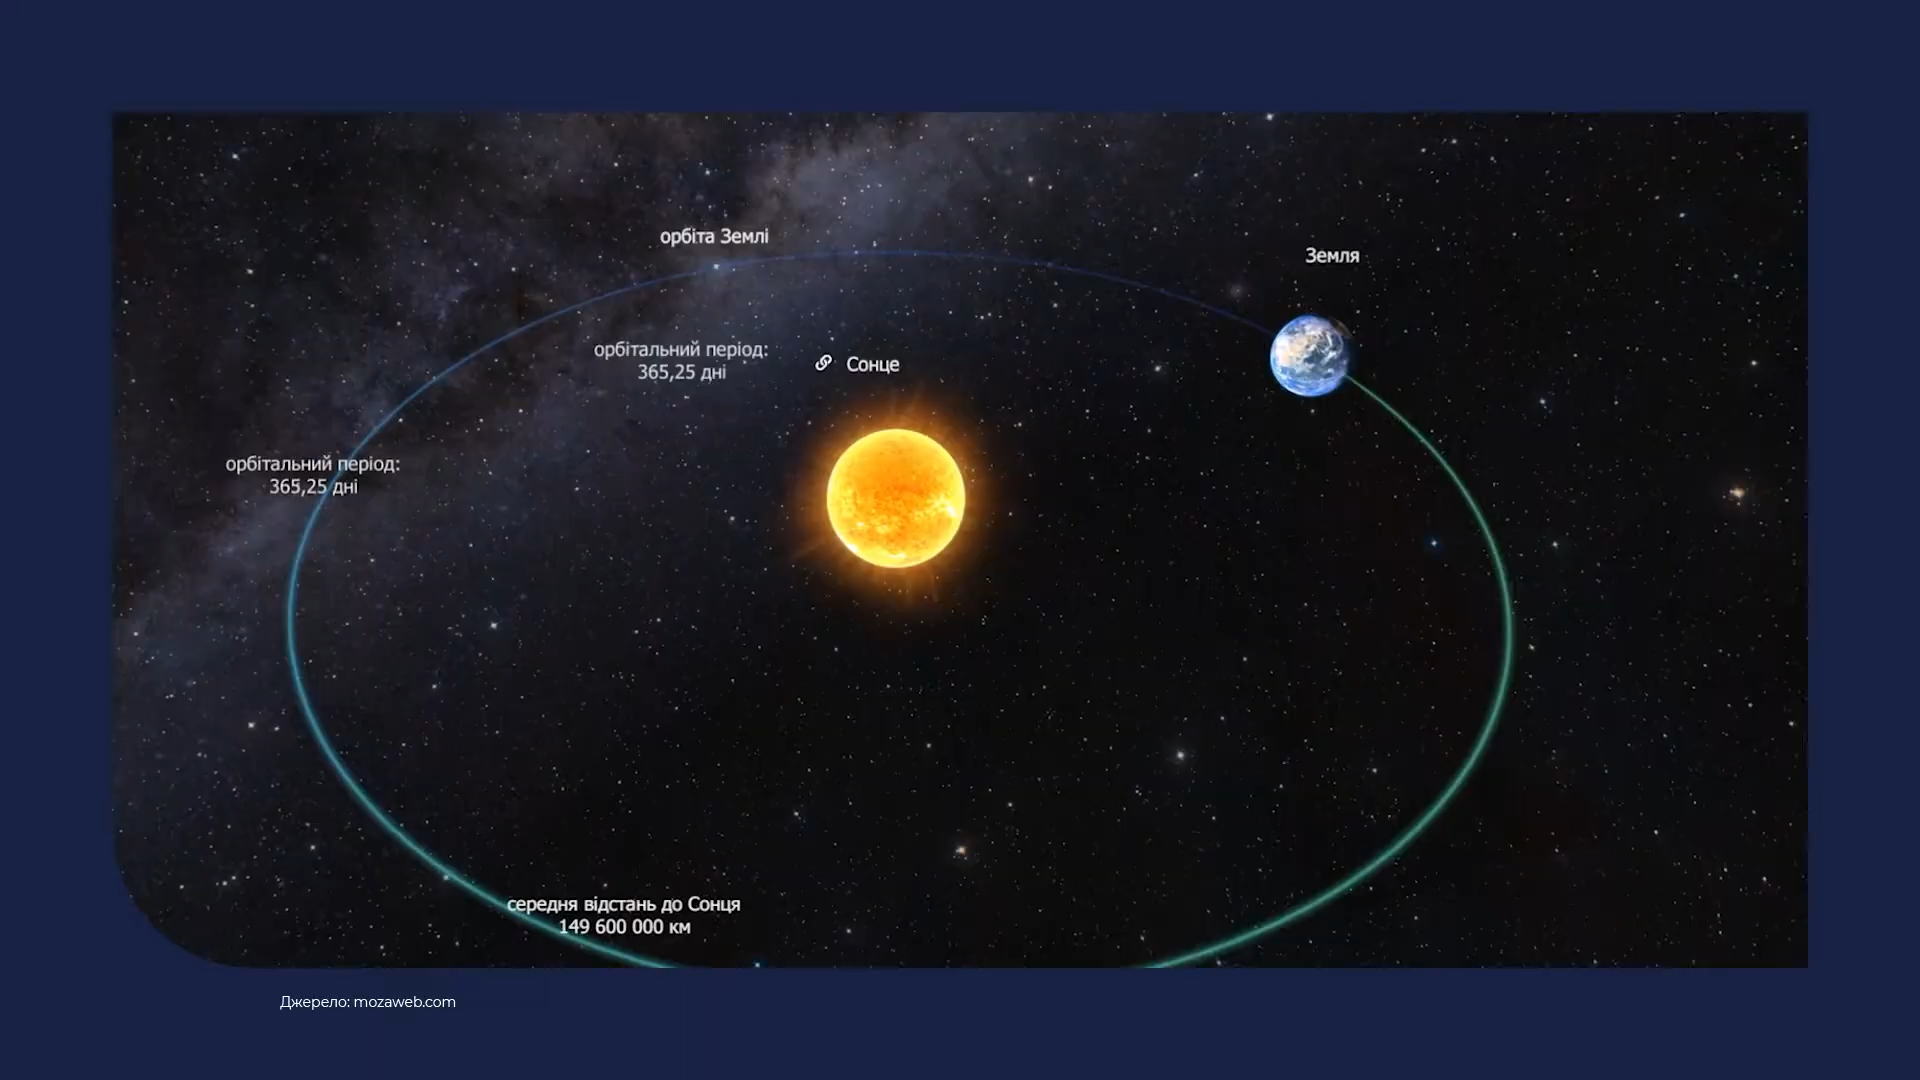 орбіта Землі
Земля
орбітальний період:
365,25 дні
Сонце
орбітальний період:
365,25 дні
середня відстань до Сонця
149 600 000 км
Джерело: mozaweb.com